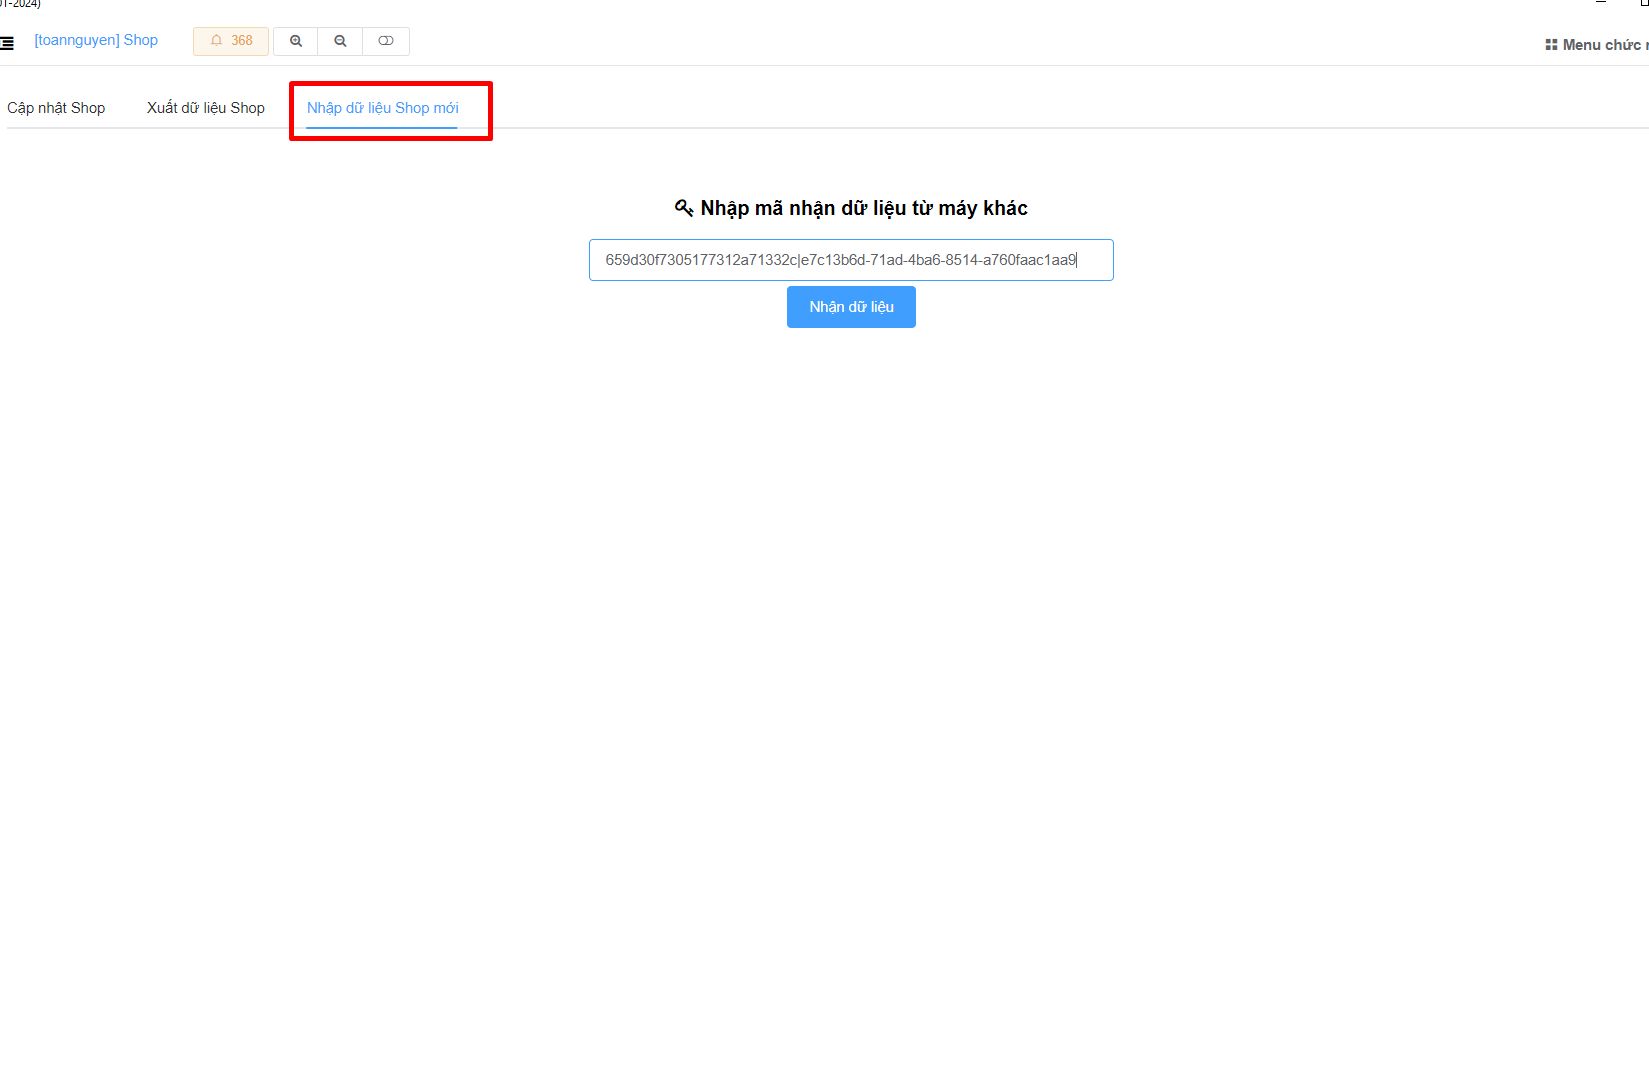 01-2024)
[toannguyen] Shop
368
Menu chức
Cập nhật Shop
Xuất dữ liệu Shop
Nhập dữ liệu Shop mới
Nhập mã nhận dữ liệu từ máy khác
659d30f7305177312a71332c|e7c13b6d-71ad-4ba6-8514-a760faac1aa9
Nhận dữ liệu